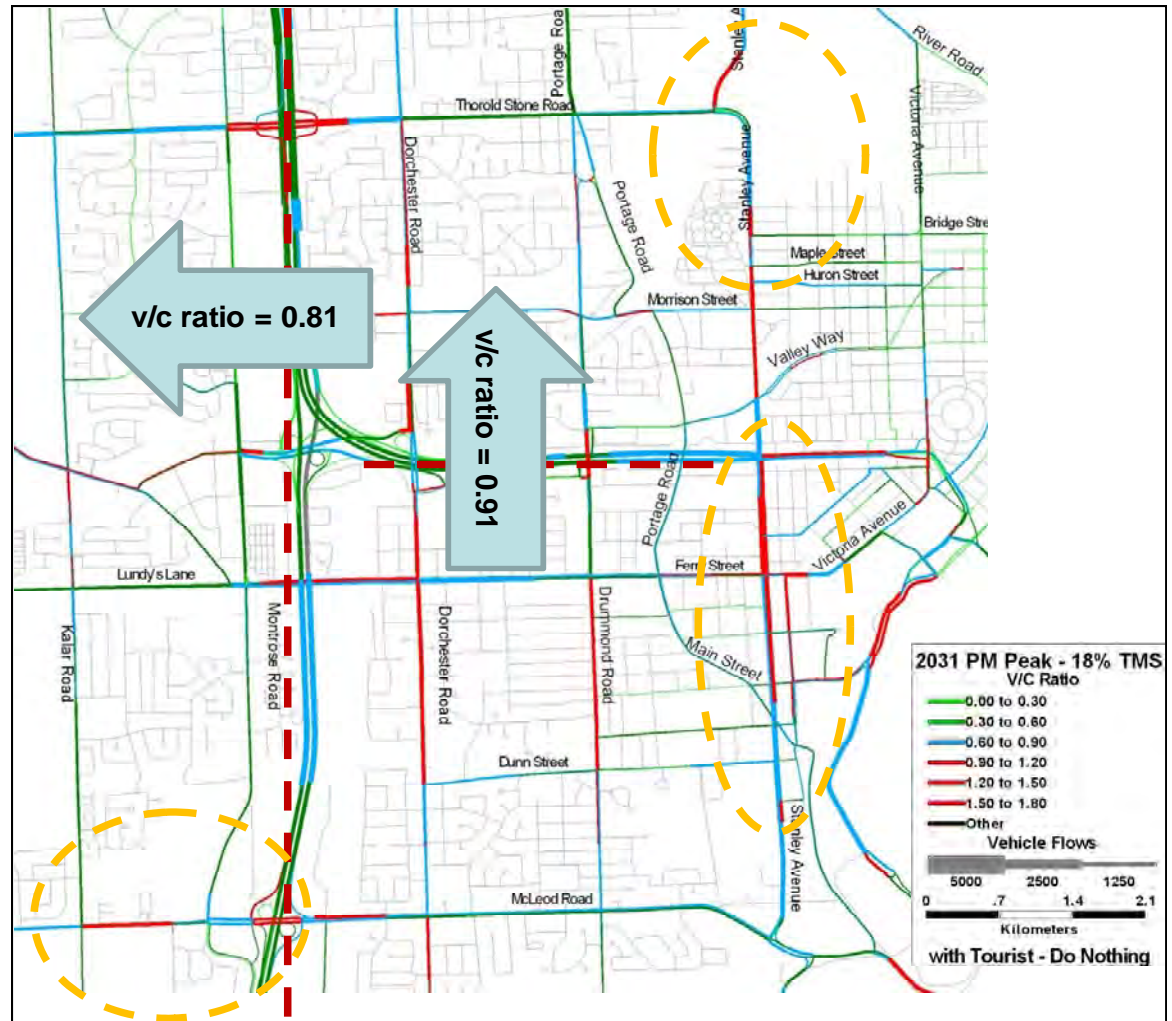 Portage Roa
Stanley A
River Road
Thorold Stone Road
Victoria Avenue
Dorchester Road
Portage Road
Stanley Avenue
Bridge Stre
Maple Street
Huron Street
Morrison Street
v/c ratio = 0.81
v/c ratio = 0.91
Valley Way
Portage Road
Victoria Avenue
Lundy's Lane
Ferry Street
Kalar Road
Montrose Road
Dorchester Road
Drummond Road
Main Street
Dunn Street
Stanley Avenue
McLeod Road
2031 PM Peak - 18% TMS
V/C Ratio
0.00 to 0.30
0.30 to 0.60
0.60 to 0.90
0.90 to 1.20
1.20 to 1.50
1.50 to 1.80
Other
Vehicle Flows
5000 2500 1250
0 .7 1.4 2.1
Kilometers
with Tourist - Do Nothing